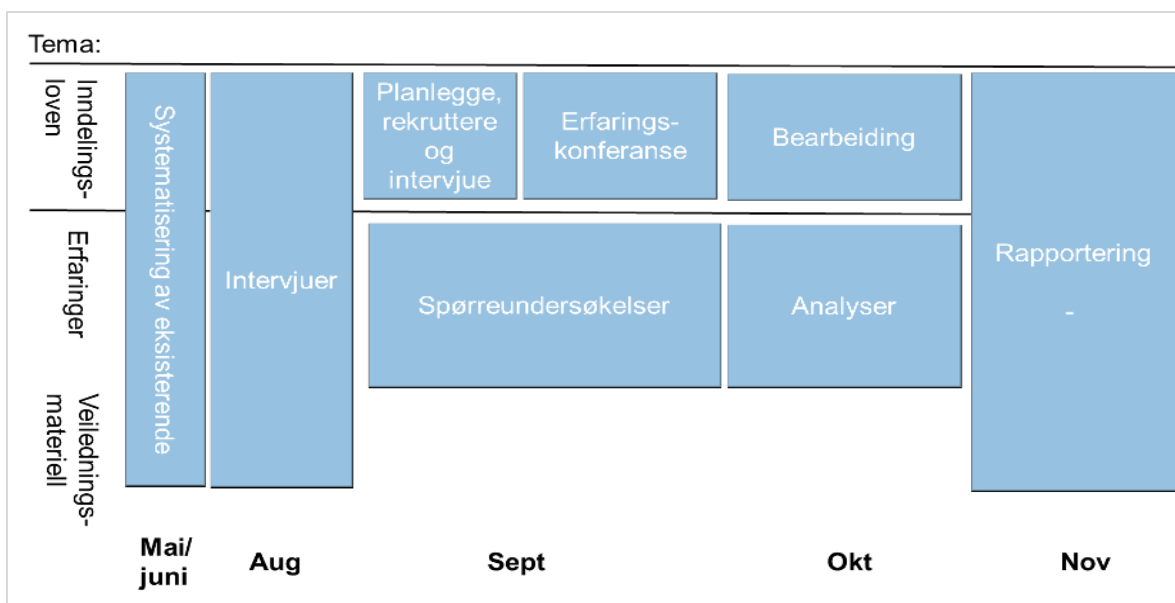 Tema:
Inndelings-
loven
Systematisering av eksisterende
Intervjuer
Planlegge,
rekruttere
og
intervjue
Erfarings-
konferanse
Bearbeiding
Rapportering
-
Erfaringer
Spørreundersøkelser
Analyser
Veilednings-
materiell
Mai/
juni
Aug
Sept
Okt
Nov